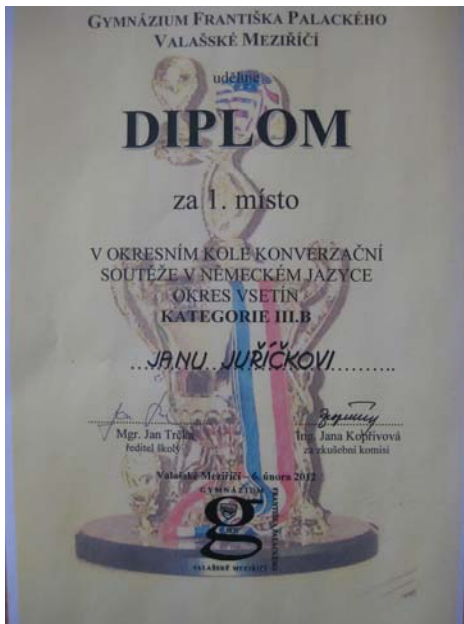 GYMNÁZIUM FRANTIŠKA PALACKÉHO
VALAŠSKÉ MEZIŘÍČÍ
uděluje
DIPLOM
za 1. místo
V OKRESNÍM KOLE KONVERZAČNÍ
SOUTĚŽE V NĚMECKÉM JAZYCE
OKRES VSETÍN
KATEGORIE III.B
JANU JUŘÍČKOVI
Mgr. Jan Trčka
ředitel školy
Ing. Jana Kopřivová
za zkušební komisi
Valašské Meziříčí – 6. února 2012
GYMNÁZIUM
g
FRANTIŠKA PALACKÉHO
VALAŠSKÉ MEZIŘÍČÍ